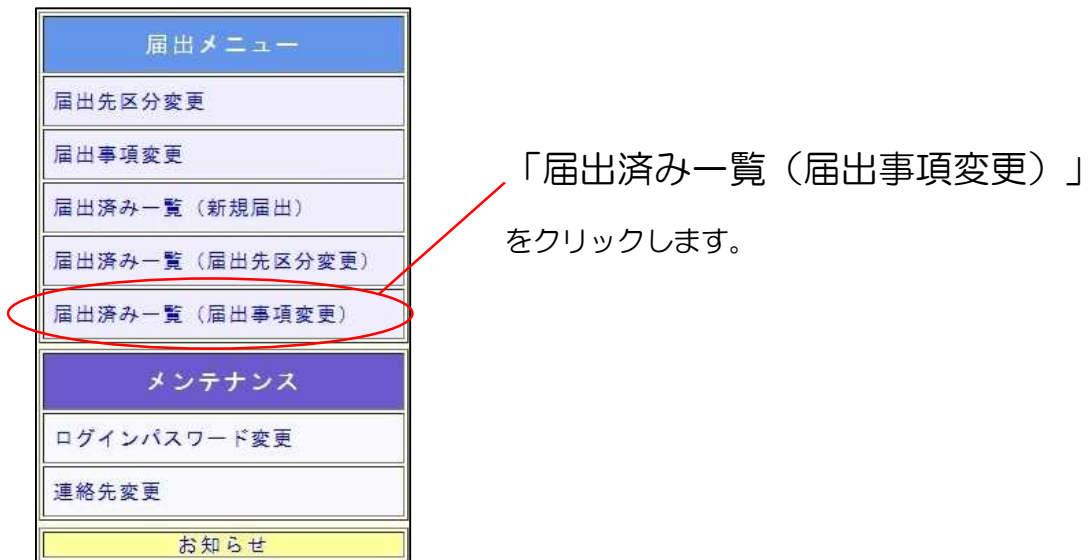 届出メニュー
届出先区分変更
届出事項変更
届出済み一覧（新規届出）
届出済み一覧（届出先区分変更）
届出済み一覧（届出事項変更）
メンテナンス
ログインパスワード変更
連絡先変更
お知らせ
「届出済み一覧（届出事項変更）」
をクリックします。